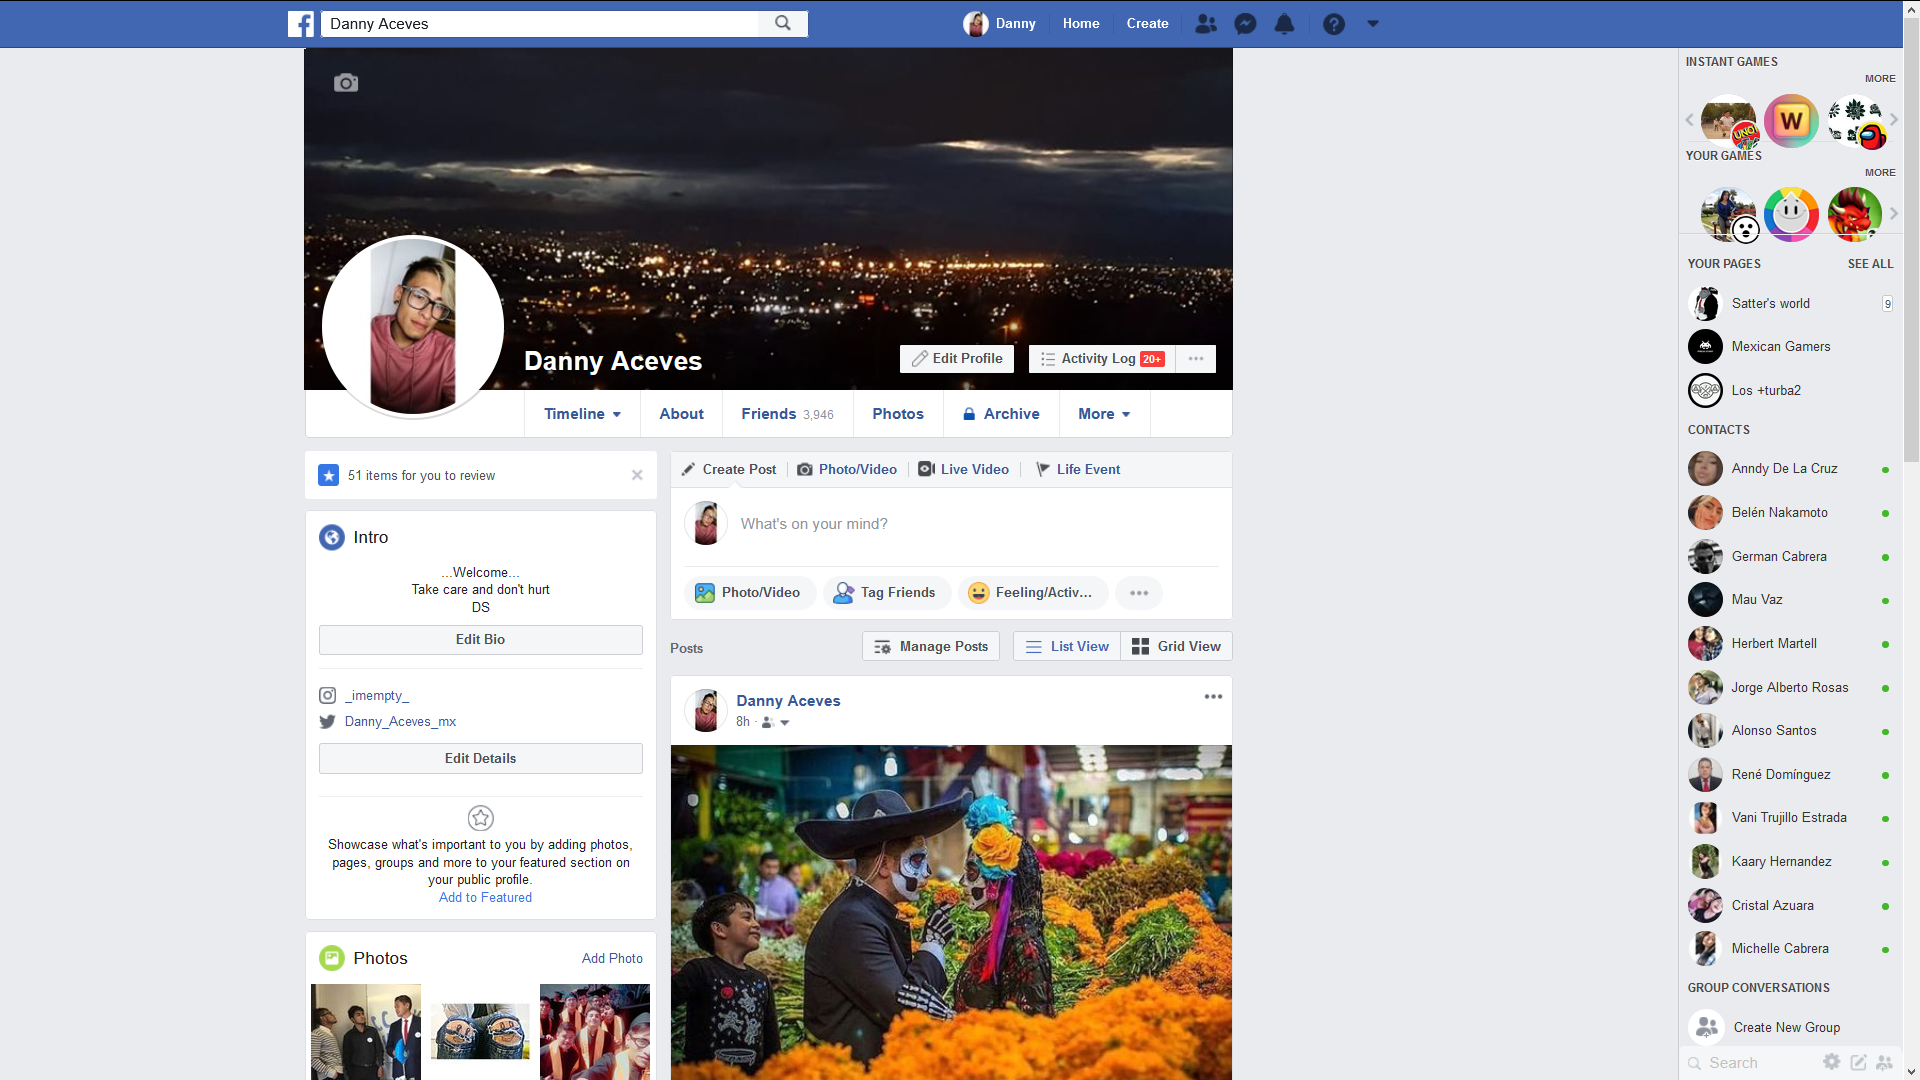 Danny Aceves
Danny
Home
Create
Danny Aceves
Edit Profile
Activity Log 20+
Timeline
About
Friends 3,946
Photos
Archive
More
51 items for you to review
Intro
...Welcome...
Take care and don't hurt
DS
Edit Bio
_imempty_
Danny_Aceves_mx
Edit Details
Showcase what's important to you by adding photos,
pages, groups and more to your featured section on
your public profile.
Add to Featured
Photos
Add Photo
Create Post
Photo/Video
Live Video
Life Event
What's on your mind?
Photo/Video
Tag Friends
Feeling/Activ...
Posts
Manage Posts
List View
Grid View
Danny Aceves
8h
INSTANT GAMES
MORE
UNO
W
YOUR GAMES
MORE
YOUR PAGES
SEE ALL
Satter's world
9
Mexican Gamers
Los +turba2
CONTACTS
Anndy De La Cruz
Belén Nakamoto
German Cabrera
Mau Vaz
Herbert Martell
Jorge Alberto Rosas
Alonso Santos
René Domínguez
Vani Trujillo Estrada
Kaary Hernandez
Cristal Azuara
Michelle Cabrera
GROUP CONVERSATIONS
Create New Group
Search